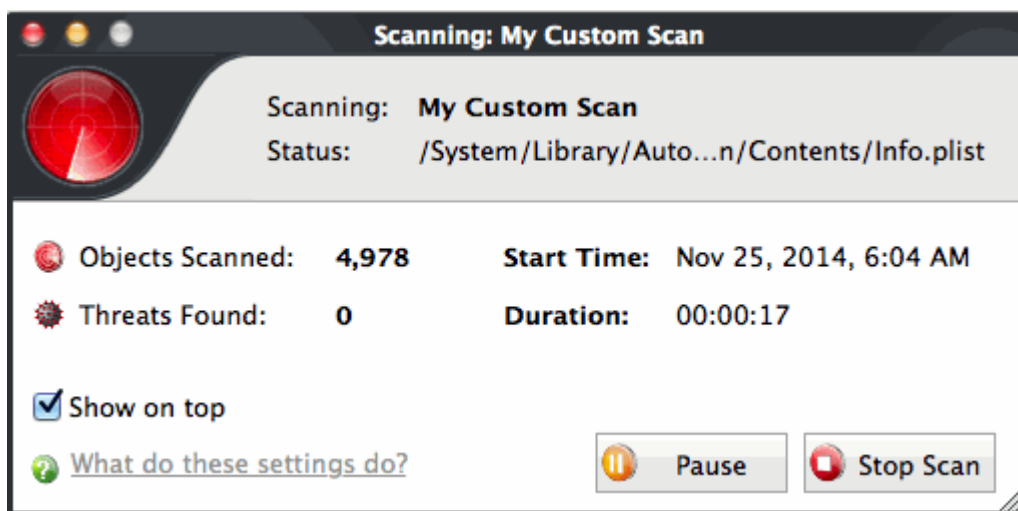 Scanning: My Custom Scan
Scanning: My Custom Scan
Status: /System/Library/Auto...n/Contents/Info.plist
Objects Scanned: 4,978 Start Time: Nov 25, 2014, 6:04 AM
Threats Found: 0 Duration: 00:00:17
Show on top
What do these settings do?
Pause Stop Scan